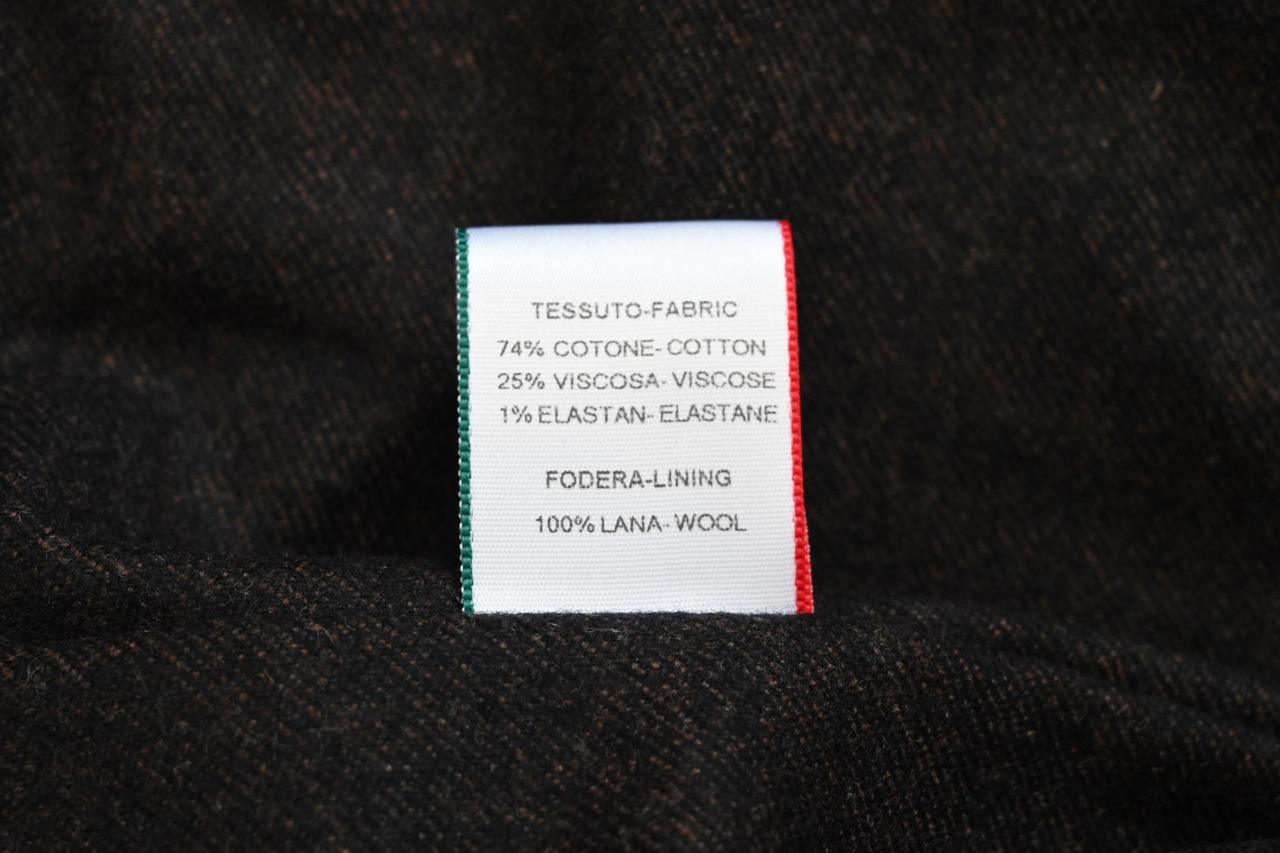 TESSUTO-FABRIC
74% COTONE- COTTON
25% VISCOSA- VISCOSE
1% ELASTAN- ELASTANE
FODERA-LINING
100% LANA- WOOL